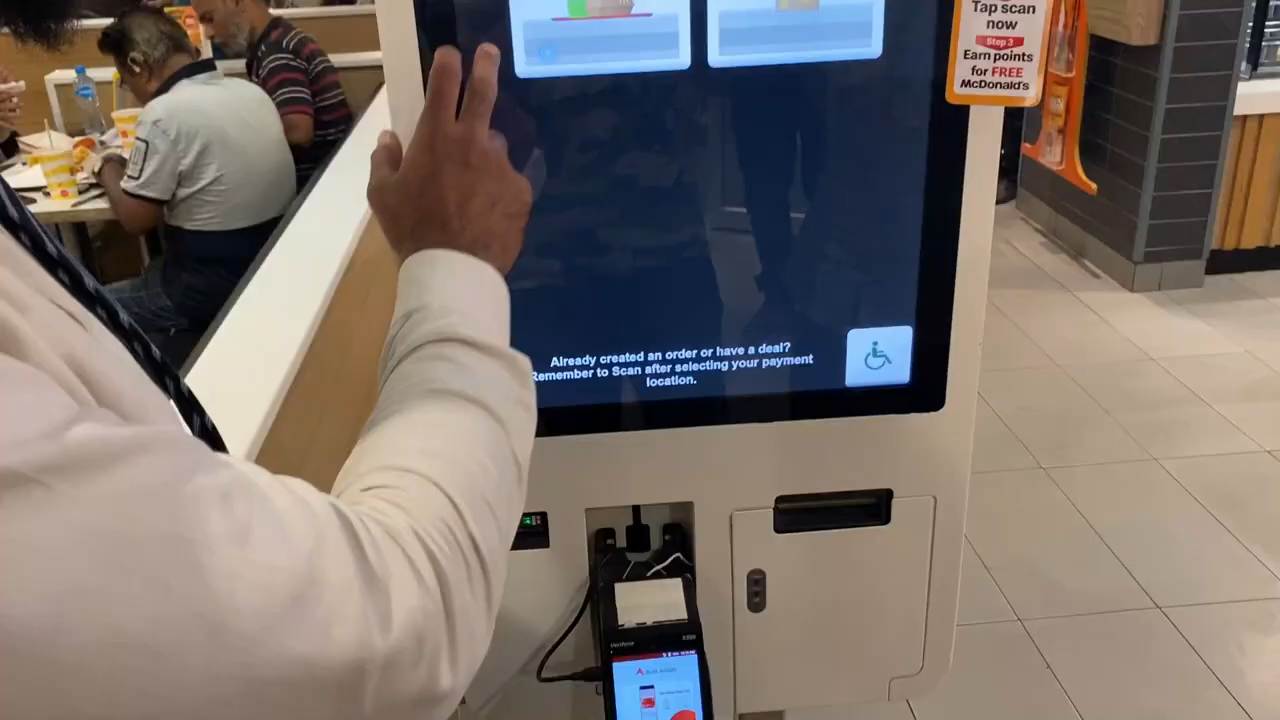 Tap scan
now
Step 3
Earn points
for FREE
McDonald's
Already created an order or have a deal?
Remember to Scan after selecting your payment
location.